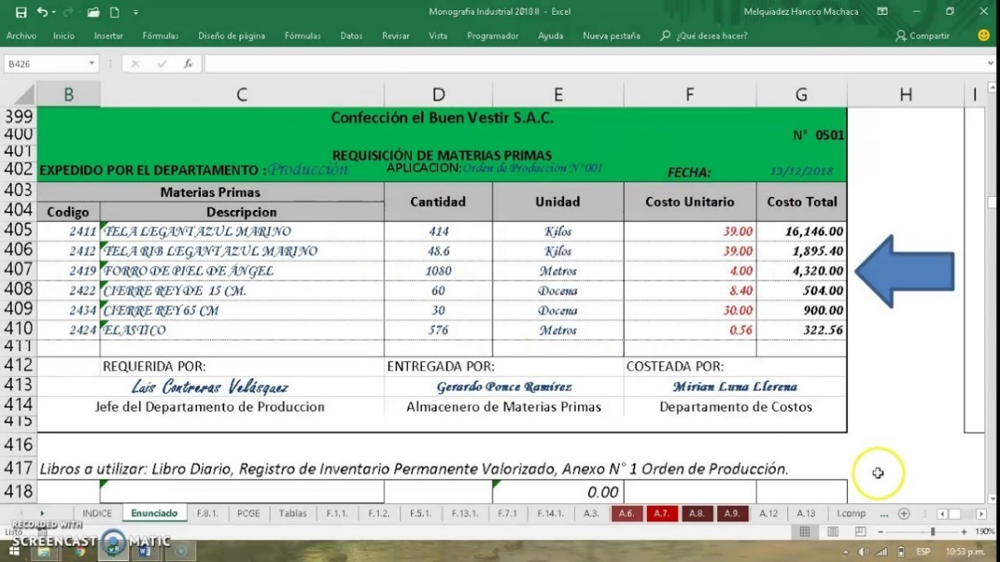 Monografia Industrial 2018 II - Excel
Melquiadez Hancco Machaca
Archivo Inicio Insertar Fórmulas Diseño de página Fórmulas Datos Revisar Vista Programador Ayuda Nueva pestaña ¿Qué desea hacer? Compartir
B426 fx
B C D E F G H I
399 Confección el Buen Vestir S.A.C.
400 N° 0501
401 REQUISICIÓN DE MATERIAS PRIMAS
402 EXPEDIDO POR EL DEPARTAMENTO : Producción APLICACION: Orden de Producción N°001 FECHA: 13/12/2018
403 Materias Primas Cantidad Unidad Costo Unitario Costo Total
404 Codigo Descripcion
405 2411 TELA LEGANT AZUL MARINO 414 Kilos 39.00 16,146.00
406 2412 TELA RIB LEGANT AZUL MARINO 48.6 Kilos 39.00 1,895.40
407 2419 FORRO DE PIEL DE ÁNGEL 1080 Metros 4.00 4,320.00
408 2422 CIERRE REY DE 15 CM. 60 Docena 8.40 504.00
409 2434 CIERRE REY 65 CM 30 Docena 30.00 900.00
410 2424 ELASTICO 576 Metros 0.56 322.56
411
412 REQUERIDA POR: ENTREGADA POR: COSTEADA POR:
413 Luis Contreras Velásquez Gerardo Ponce Ramírez Mirian Luna Llerena
414 Jefe del Departamento de Produccion Almacenero de Materias Primas Departamento de Costos
415
416
417 Libros a utilizar: Libro Diario, Registro de Inventario Permanente Valorizado, Anexo N° 1 Orden de Producción.
418 0.00
INDICE Enunciado F.8.1. PCGE Tablas F.1.1. F.1.2. F.5.1. F.13.1. F.7.1 F.14.1. A.3. A.6. A.7. A.8. A.9. A.12 A.13 I.comp ...
Listo 190%
RECORDED WITH
SCREENCAST MATIC
ESP 10:53 p.m.